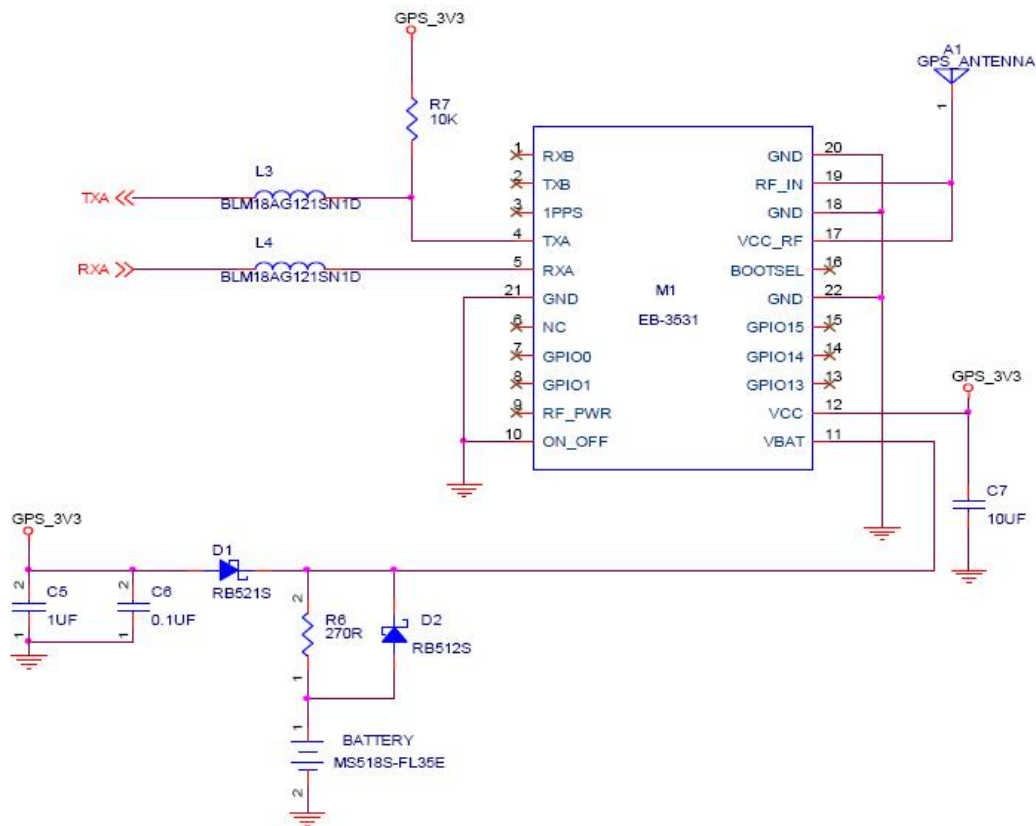 GPS_3V3
A1
GPS_ANTENNA
1
R7
10K
L3
TXA
BLM18AG121SN1D
L4
RXA
BLM18AG121SN1D
1 RXB
2 TXB
3 1PPS
4 TXA
5 RXA
21 GND
6 NC
7 GPIO0
8 GPIO1
9 RF_PWR
10 ON_OFF
M1
EB-3531
GND 20
RF_IN 19
GND 18
VCC_RF 17
BOOTSEL 16
GND 22
GPIO15 15
GPIO14 14
GPIO13 13
VCC 12
VBAT 11
GPS_3V3
C7
10UF
GPS_3V3
2
C5
1UF
1
2
C6
0.1UF
1
D1
RB521S
2
R6
270R
1
D2
RB512S
1
BATTERY
MS518S-FL35E
2